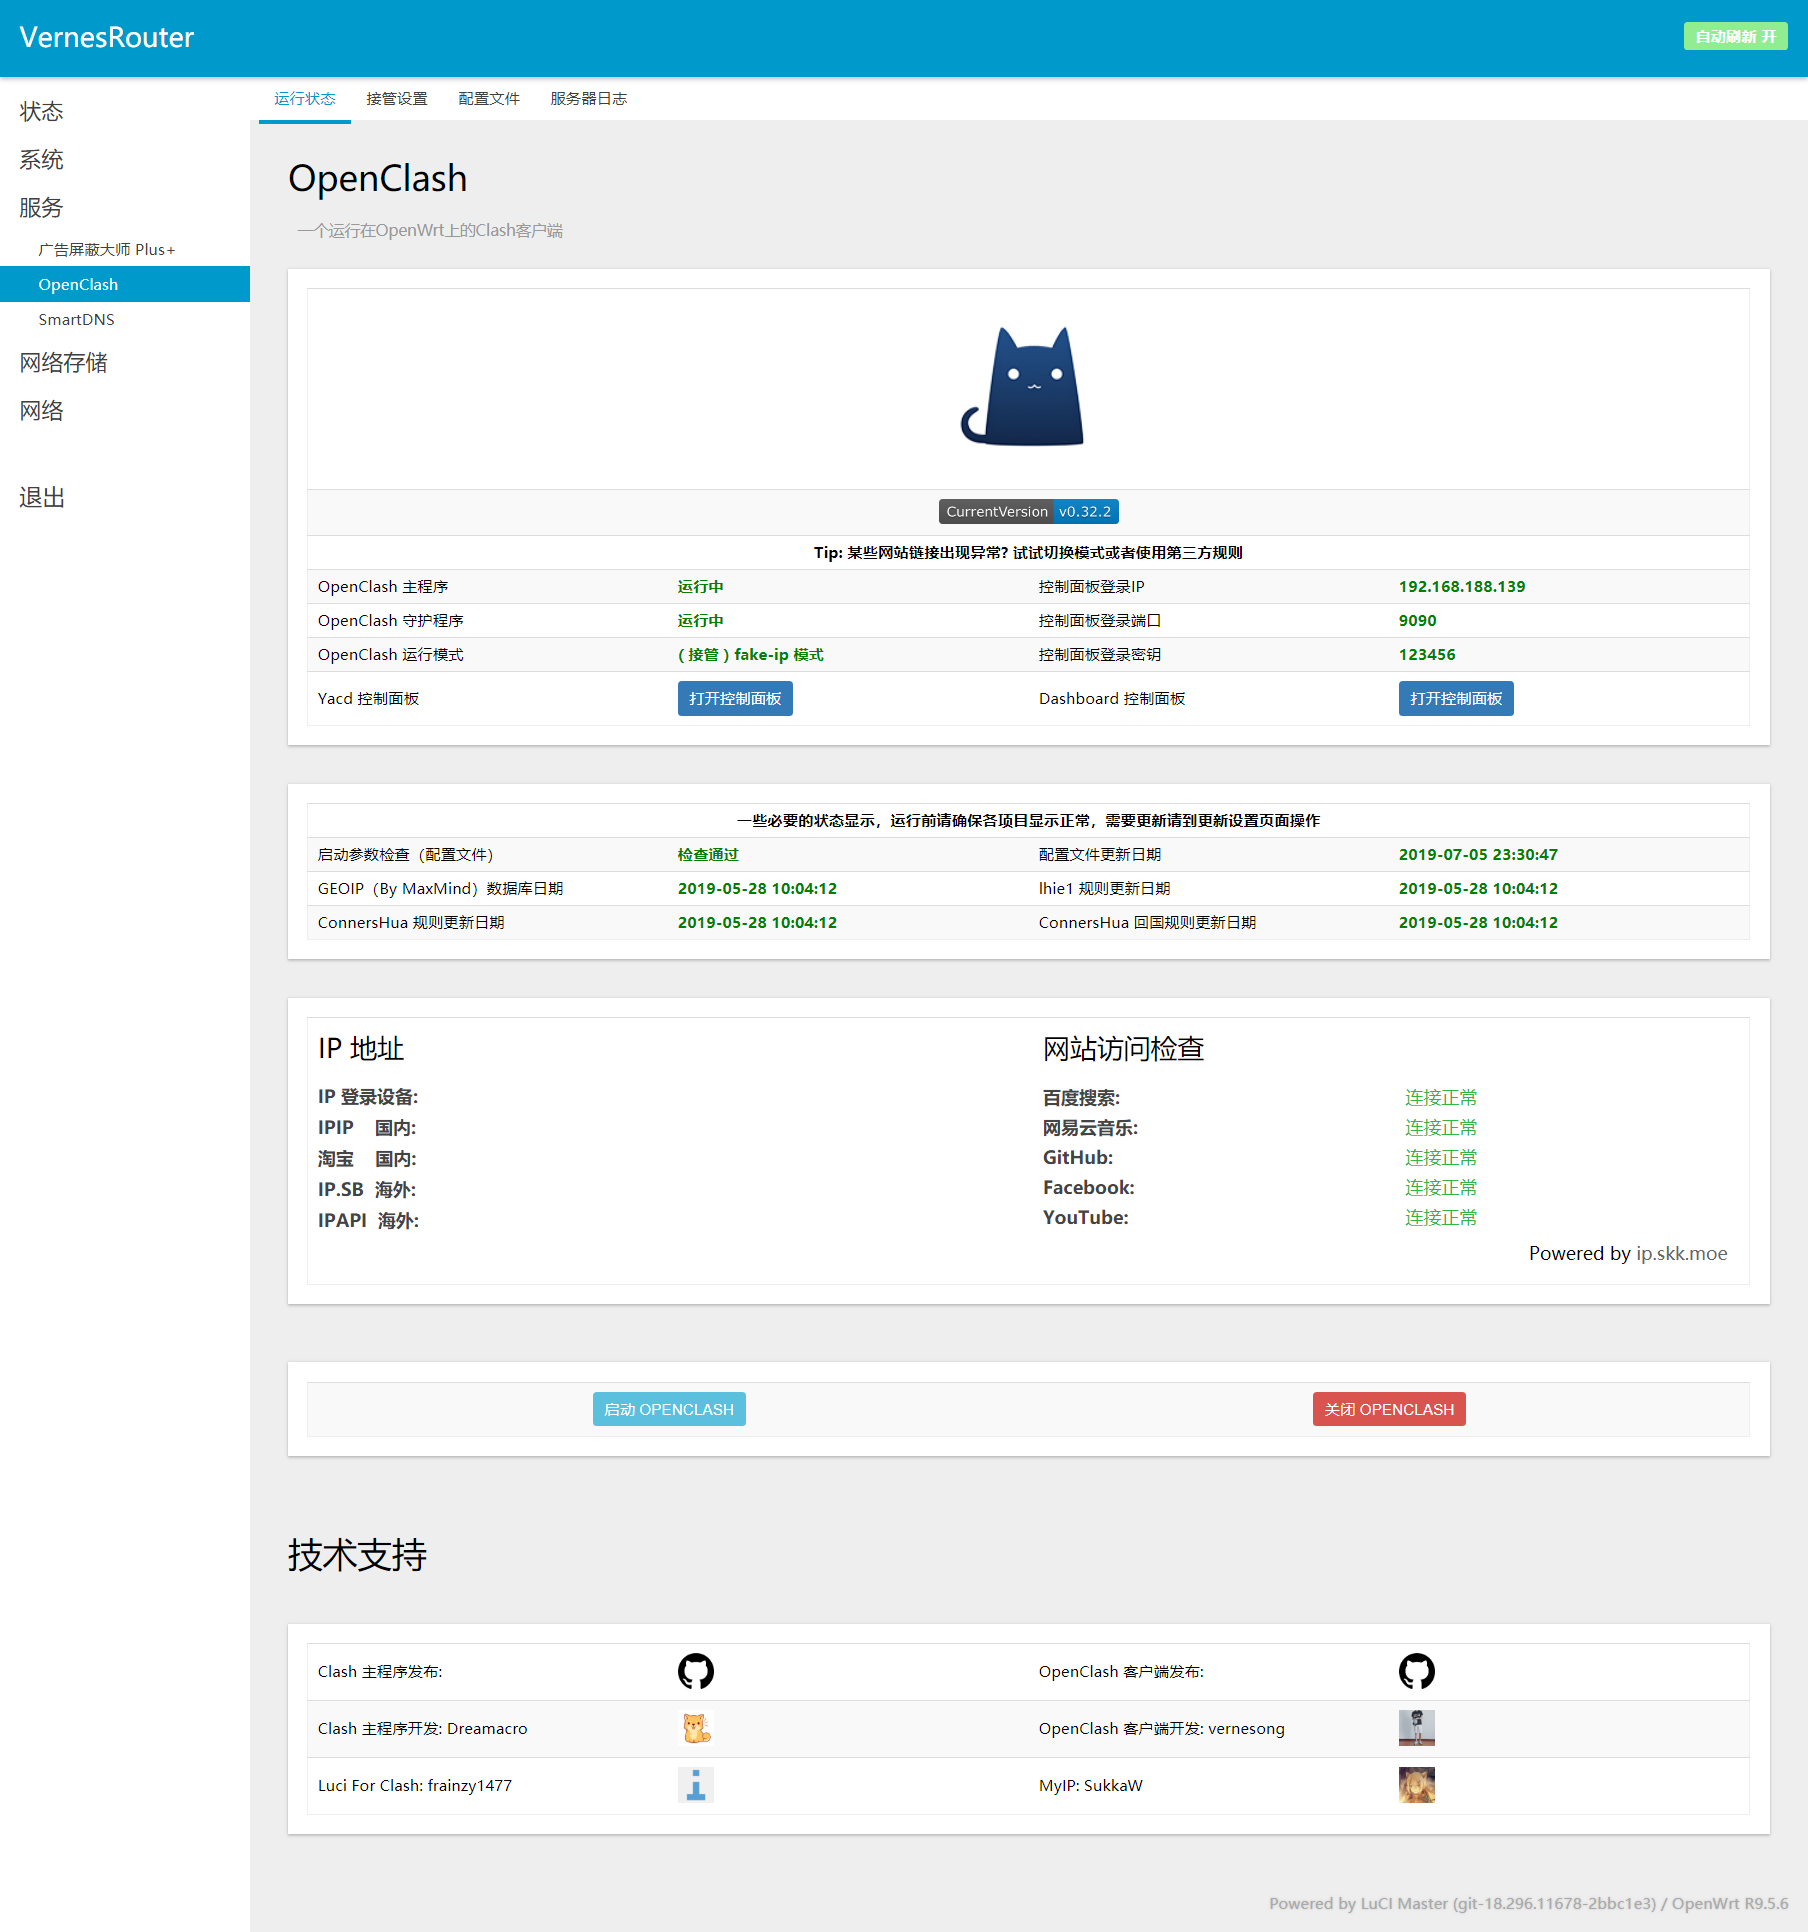 VernesRouter
自动刷新 开
状态
系统
服务
广告屏蔽大师 Plus+
OpenClash
SmartDNS
网络存储
网络
退出
运行状态 接管设置 配置文件 服务器日志
OpenClash
一个运行在OpenWrt上的Clash客户端
CurrentVersion v0.32.2
Tip: 某些网站链接出现异常? 试试切换模式或者使用第三方规则
OpenClash 主程序 运行中 控制面板登录IP 192.168.188.139
OpenClash 守护程序 运行中 控制面板登录端口 9090
OpenClash 运行模式 ( 接管 ) fake-ip 模式 控制面板登录密钥 123456
Yacd 控制面板 打开控制面板 Dashboard 控制面板 打开控制面板
一些必要的状态显示，运行前请确保各项目显示正常，需要更新请到更新设置页面操作
启动参数检查（配置文件） 检查通过 配置文件更新日期 2019-07-05 23:30:47
GEOIP（By MaxMind）数据库日期 2019-05-28 10:04:12 lhie1 规则更新日期 2019-05-28 10:04:12
ConnersHua 规则更新日期 2019-05-28 10:04:12 ConnersHua 回国规则更新日期 2019-05-28 10:04:12
IP 地址
IP 登录设备:
IPIP 国内:
淘宝 国内:
IP.SB 海外:
IPAPI 海外:
网站访问检查
百度搜索: 连接正常
网易云音乐: 连接正常
GitHub: 连接正常
Facebook: 连接正常
YouTube: 连接正常
Powered by ip.skk.moe
启动 OPENCLASH 关闭 OPENCLASH
技术支持
Clash 主程序发布: OpenClash 客户端发布:
Clash 主程序开发: Dreamacro OpenClash 客户端开发: vernesong
Luci For Clash: frainzy1477 MyIP: SukkaW
Powered by LuCI Master (git-18.296.11678-2bbc1e3) / OpenWrt R9.5.6